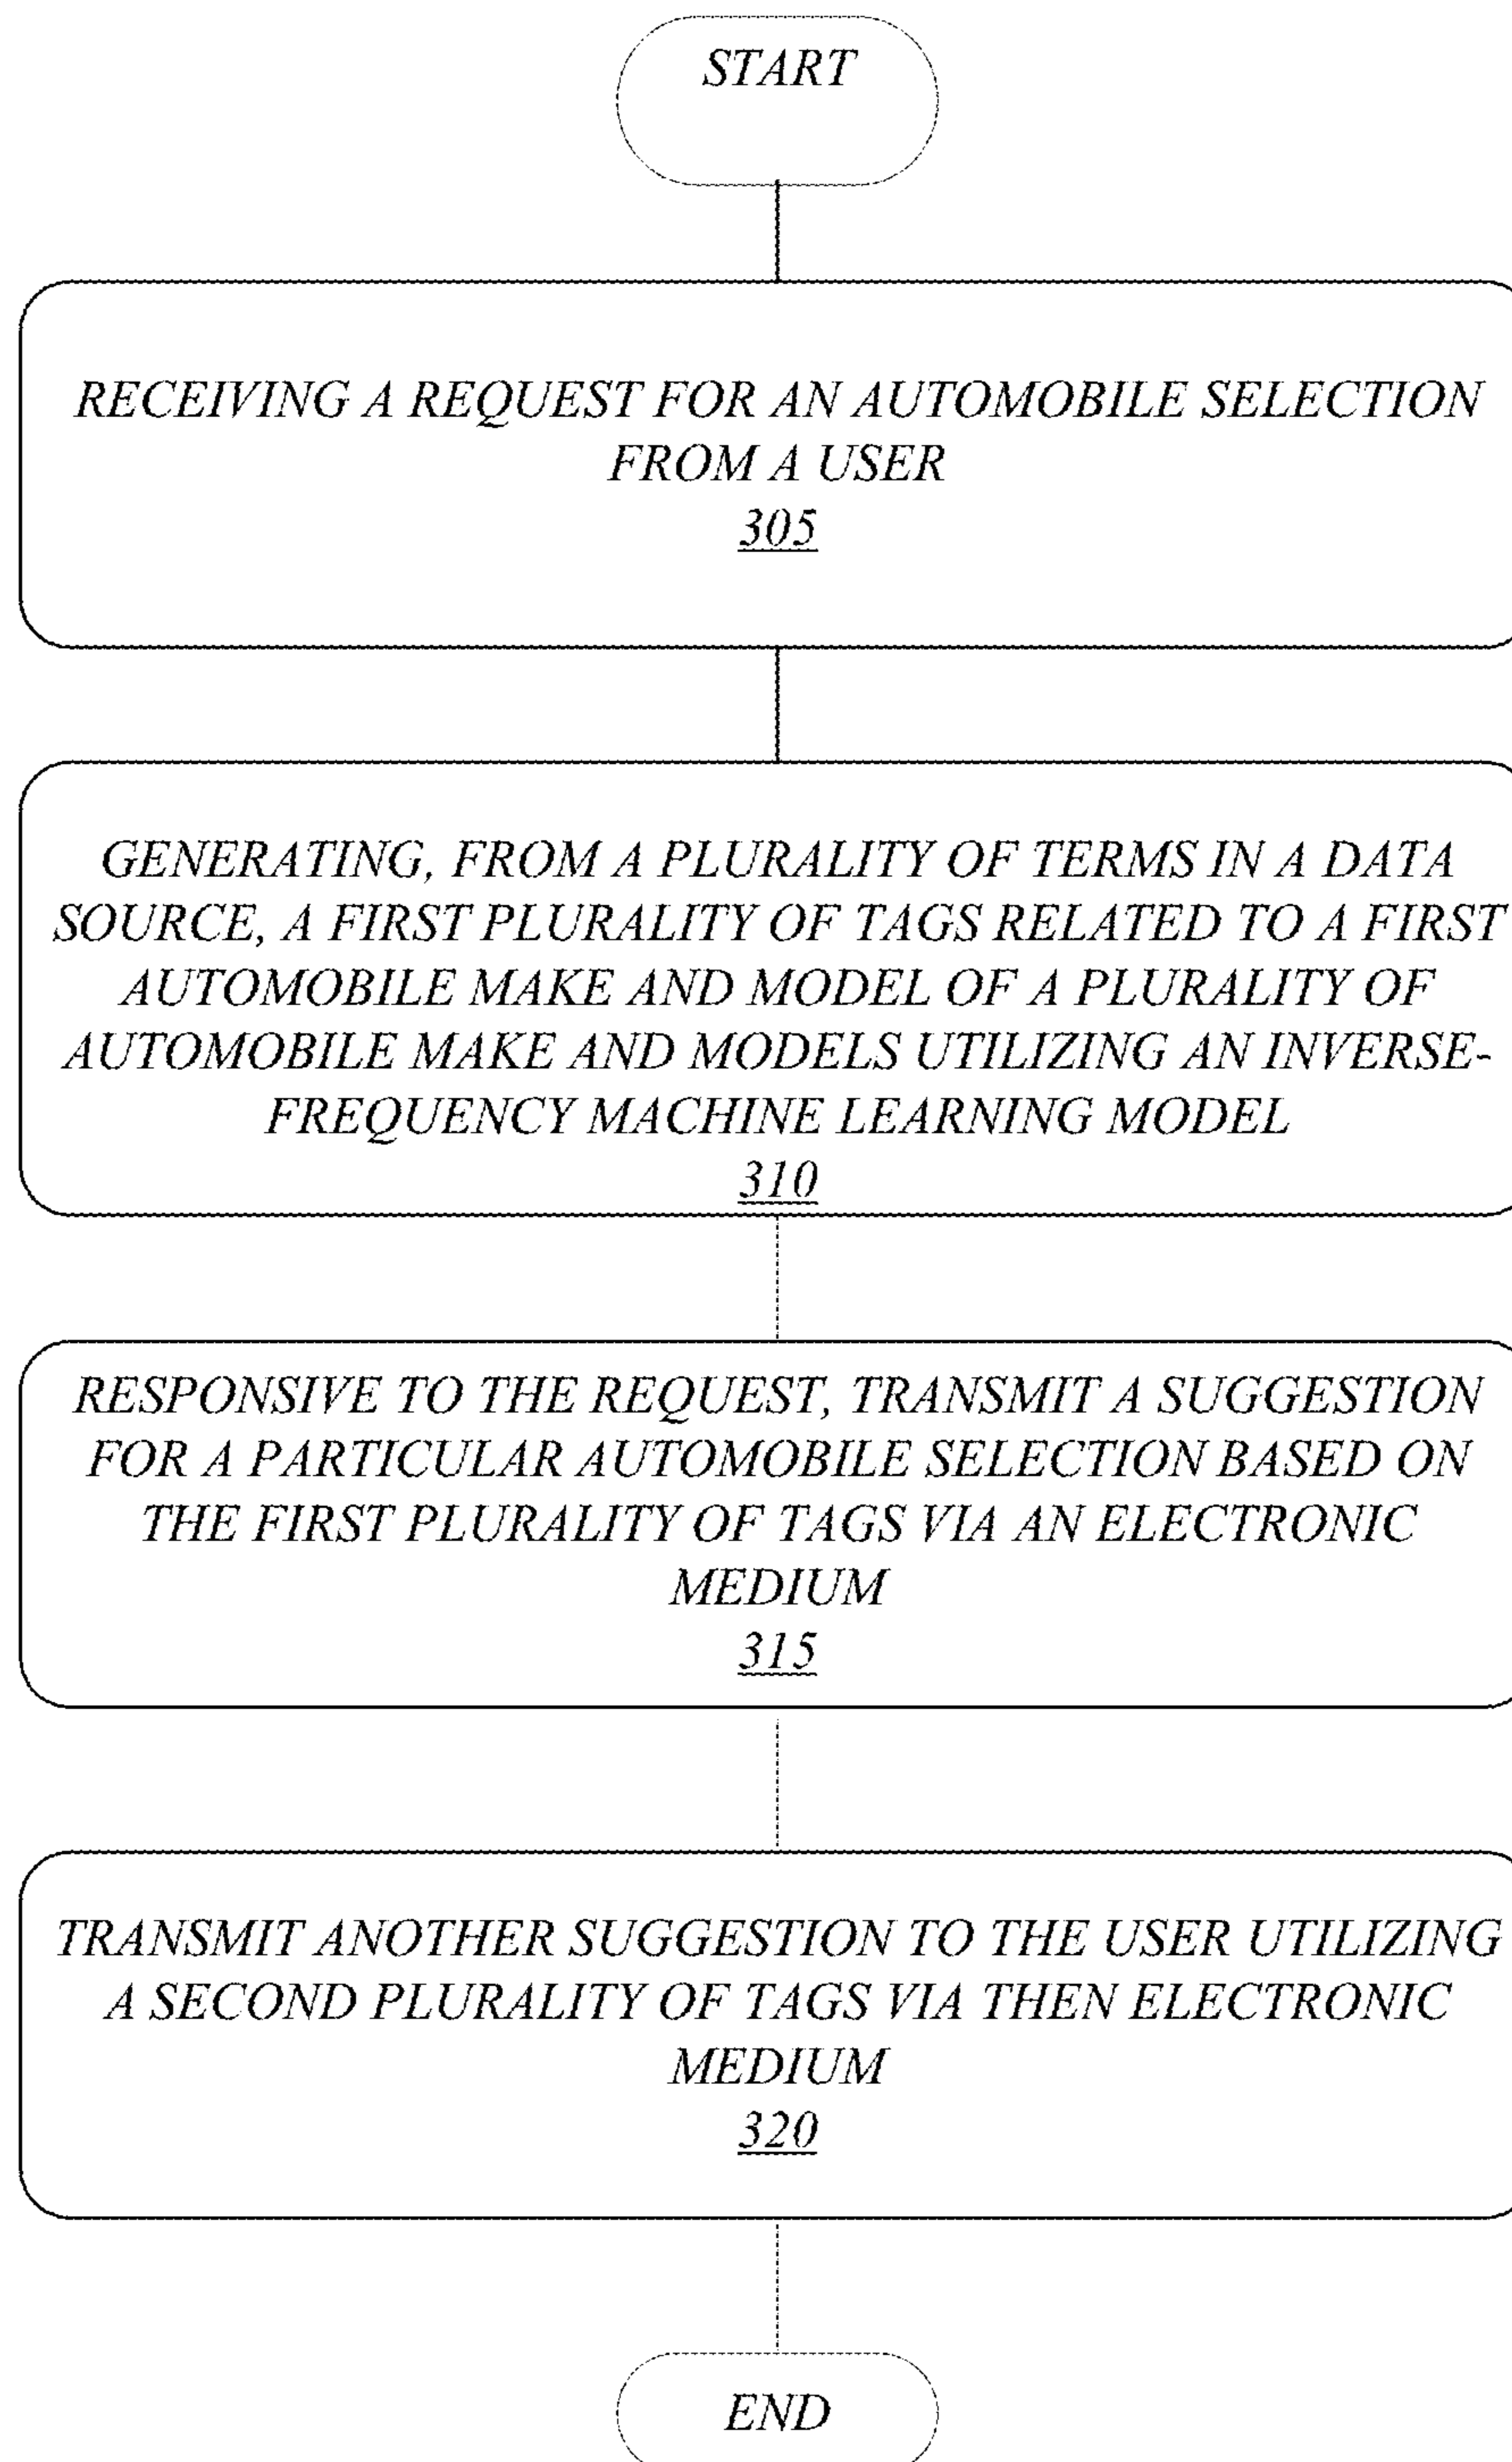 START
RECEIVING A REQUEST FOR AN AUTOMOBILE SELECTION
FROM A USER
305
GENERATING, FROM A PLURALITY OF TERMS IN A DATA
SOURCE, A FIRST PLURALITY OF TAGS RELATED TO A FIRST
AUTOMOBILE MAKE AND MODEL OF A PLURALITY OF
AUTOMOBILE MAKE AND MODELS UTILIZING AN INVERSE-
FREQUENCY MACHINE LEARNING MODEL
310
RESPONSIVE TO THE REQUEST, TRANSMIT A SUGGESTION
FOR A PARTICULAR AUTOMOBILE SELECTION BASED ON
THE FIRST PLURALITY OF TAGS VIA AN ELECTRONIC
MEDIUM
315
TRANSMIT ANOTHER SUGGESTION TO THE USER UTILIZING
A SECOND PLURALITY OF TAGS VIA THEN ELECTRONIC
MEDIUM
320
END